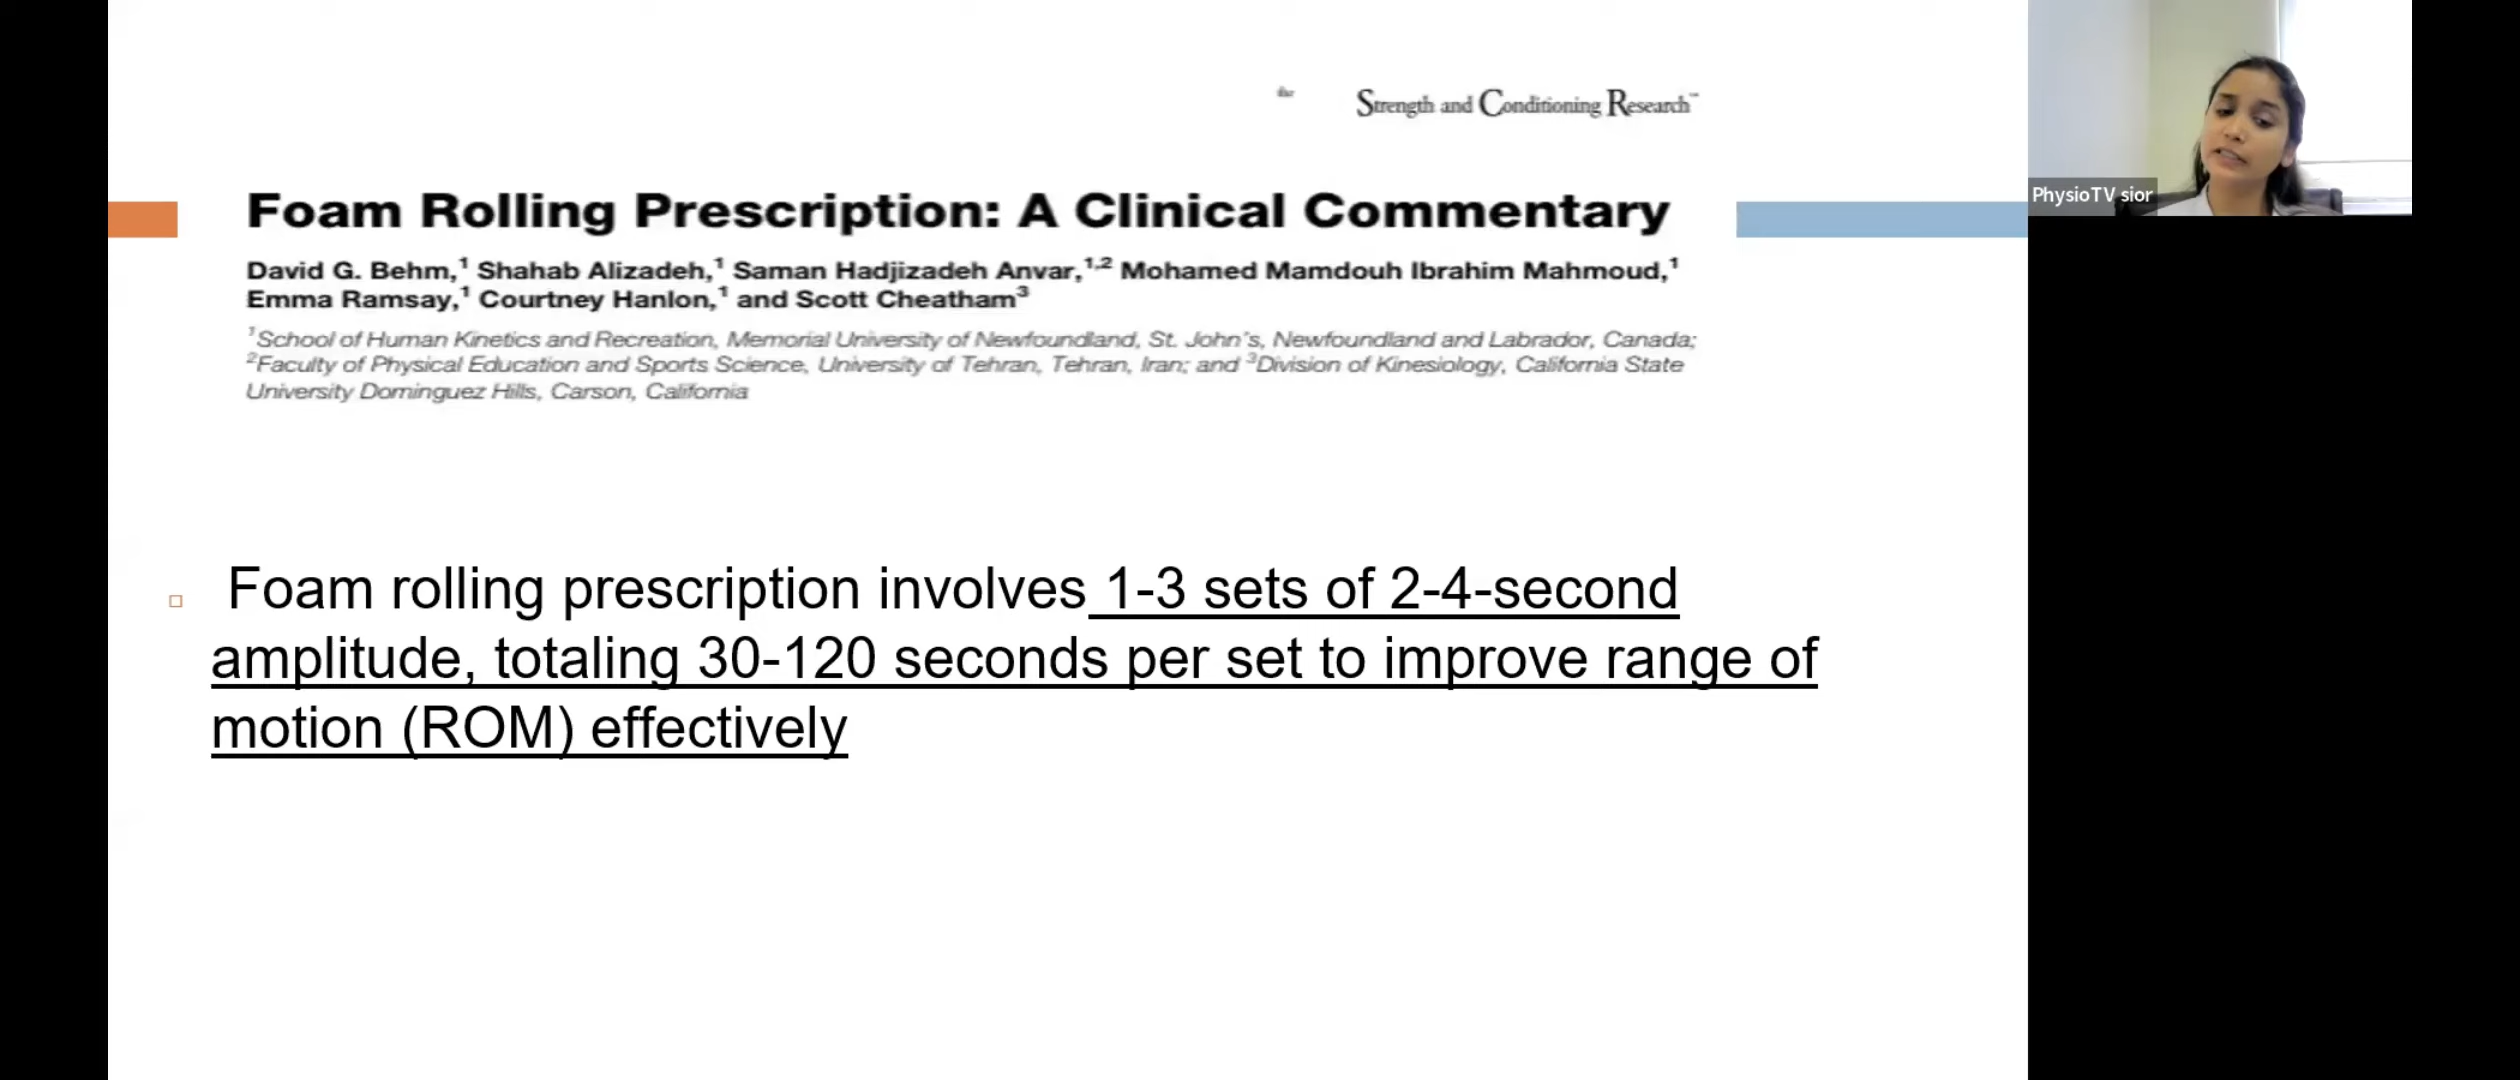 the
Strength and Conditioning Research™
Foam Rolling Prescription: A Clinical Commentary
David G. Behm,¹ Shahab Alizadeh,¹ Saman Hadjizadeh Anvar,¹,² Mohamed Mamdouh Ibrahim Mahmoud,¹
Emma Ramsay,¹ Courtney Hanlon,¹ and Scott Cheatham³
¹School of Human Kinetics and Recreation, Memorial University of Newfoundland, St. John's, Newfoundland and Labrador, Canada;
²Faculty of Physical Education and Sports Science, University of Tehran, Tehran, Iran; and ³Division of Kinesiology, California State
University Dominguez Hills, Carson, California
Foam rolling prescription involves 1-3 sets of 2-4-second
amplitude, totaling 30-120 seconds per set to improve range of
motion (ROM) effectively
PhysioTV sior